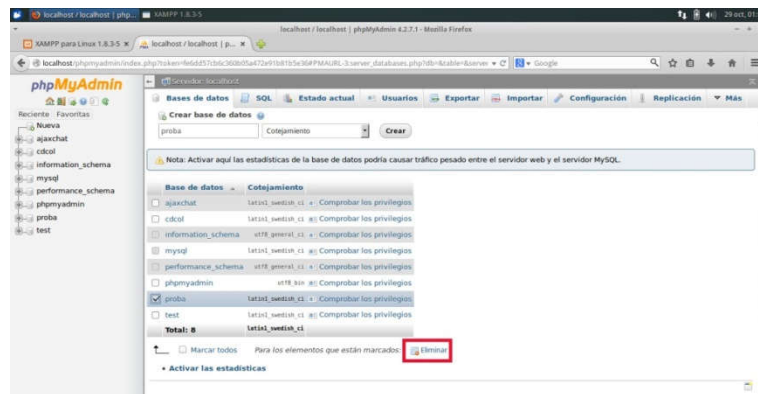 localhost / localhost | php...
XAMPP 1.8.3-5
29 oct, 01:
localhost / localhost | phpMyAdmin 4.2.7.1 - Mozilla Firefox
XAMPP para Linux 1.8.3-5
localhost / localhost | p...
Google
phpMyAdmin
Reciente Favoritas
Nueva
ajaxchat
cdcol
information_schema
mysql
performance_schema
phpmyadmin
proba
test
Servidor: localhost
Bases de datos SQL Estado actual Usuarios Exportar Importar Configuración Replicación Más
Crear base de datos
proba Cotejamiento Crear
Nota: Activar aquí las estadísticas de la base de datos podría causar tráfico pesado entre el servidor web y el servidor MySQL.
Base de datos Cotejamiento
ajaxchat latin1_swedish_ci Comprobar los privilegios
cdcol latin1_swedish_ci Comprobar los privilegios
information_schema utf8_general_ci Comprobar los privilegios
mysql latin1_swedish_ci Comprobar los privilegios
performance_schema utf8_general_ci Comprobar los privilegios
phpmyadmin utf8_bin Comprobar los privilegios
proba latin1_swedish_ci Comprobar los privilegios
test latin1_swedish_ci Comprobar los privilegios
Total: 8 latin1_swedish_ci
Marcar todos Para los elementos que están marcados: Eliminar
Activar las estadísticas